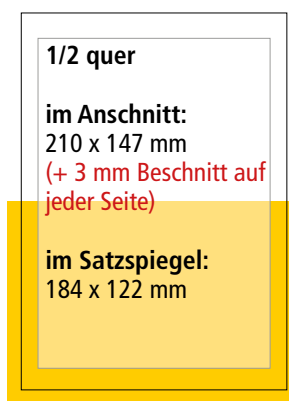 1/2 quer
im Anschnitt:
210 x 147 mm
(+ 3 mm Beschnitt auf
jeder Seite)
im Satzspiegel:
184 x 122 mm